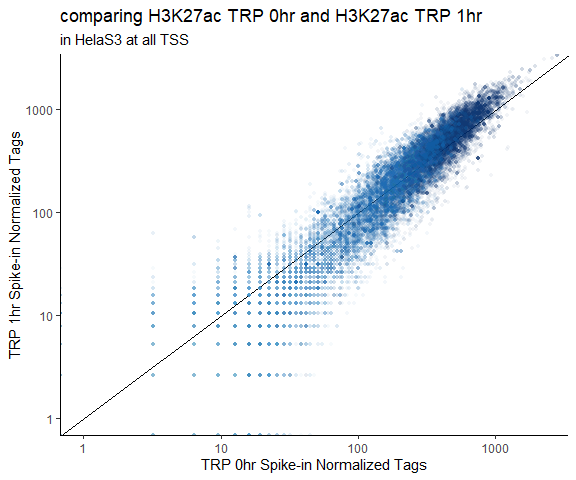 comparing H3K27ac TRP 0hr and H3K27ac TRP 1hr
in HelaS3 at all TSS
TRP 1hr Spike-in Normalized Tags
1000
100
10
1
1
10
100
1000
TRP 0hr Spike-in Normalized Tags